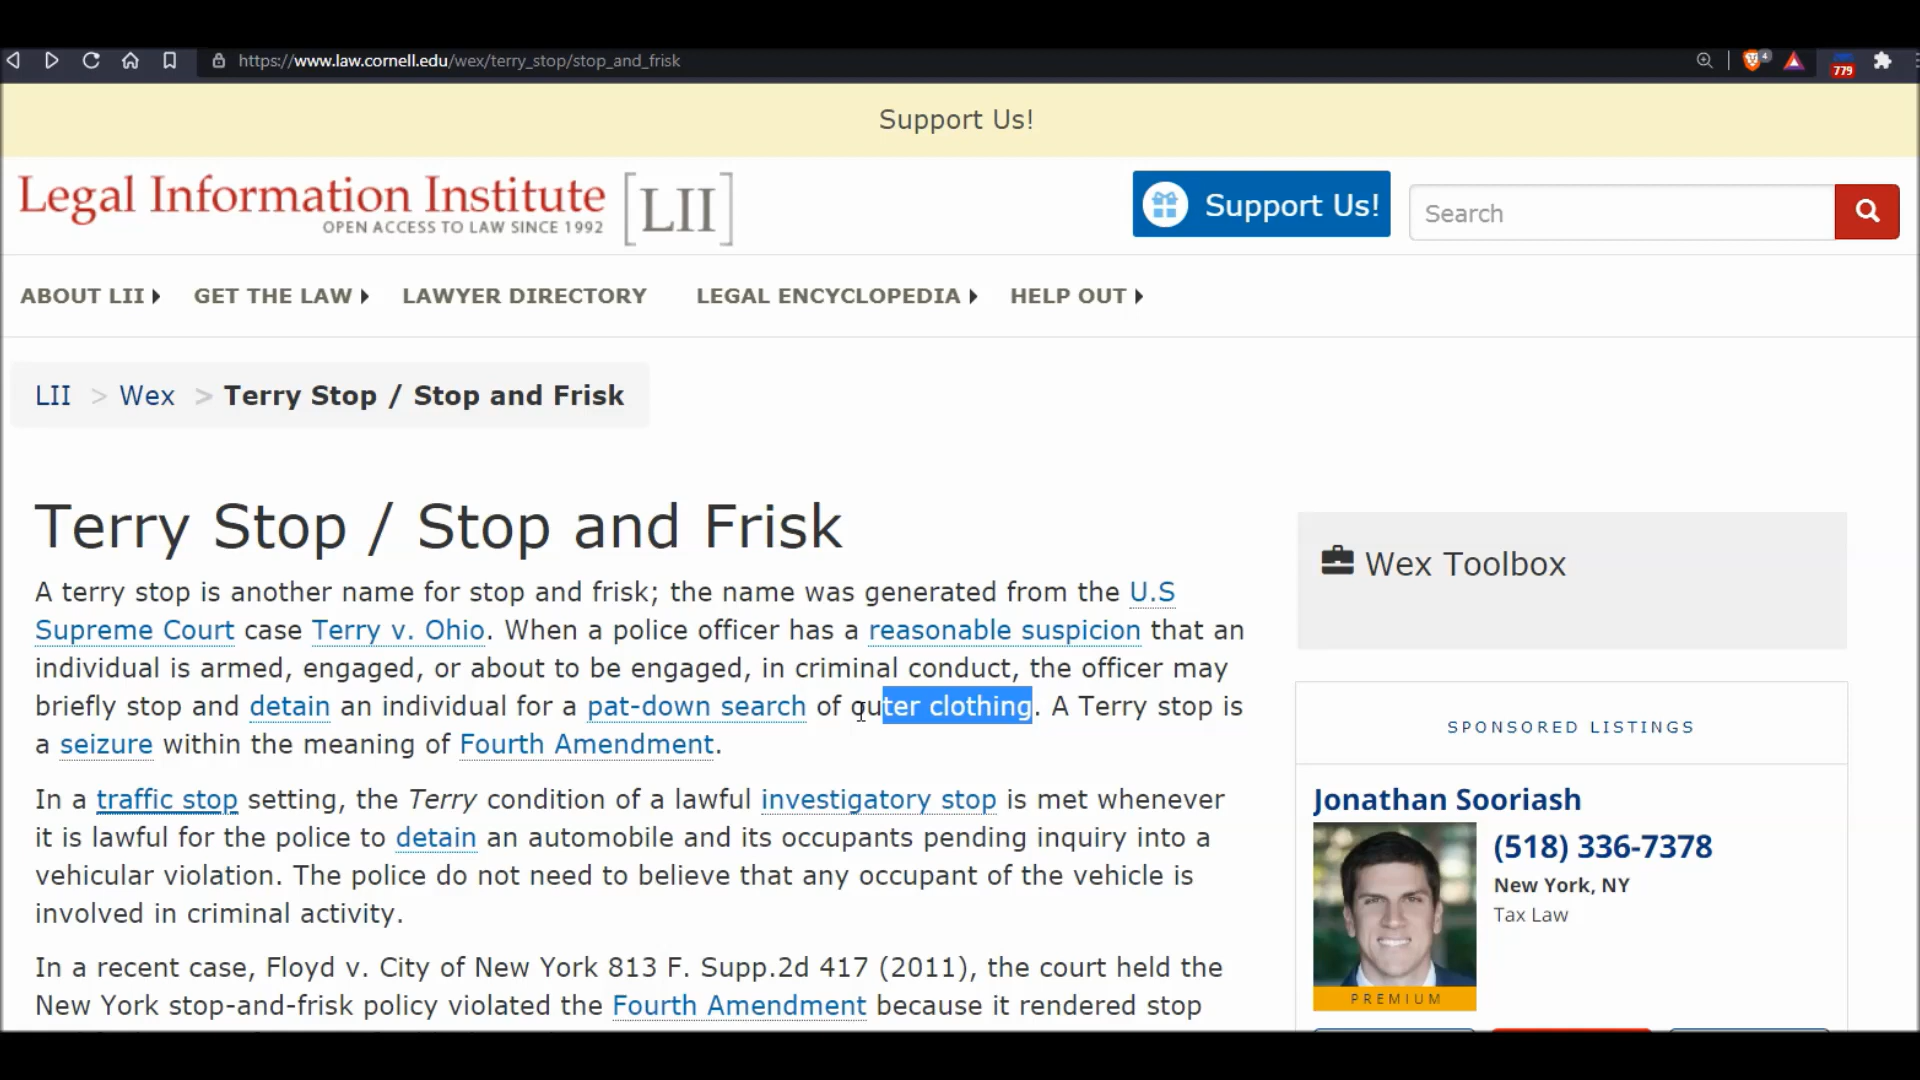 https://www.law.cornell.edu/wex/terry_stop/stop_and_frisk
4
779
Support Us!
Legal Information Institute [LII]
OPEN ACCESS TO LAW SINCE 1992
Support Us!
Search
ABOUT LII GET THE LAW LAWYER DIRECTORY LEGAL ENCYCLOPEDIA HELP OUT
LII > Wex > Terry Stop / Stop and Frisk
Terry Stop / Stop and Frisk
A terry stop is another name for stop and frisk; the name was generated from the U.S
Supreme Court case Terry v. Ohio. When a police officer has a reasonable suspicion that an
individual is armed, engaged, or about to be engaged, in criminal conduct, the officer may
briefly stop and detain an individual for a pat-down search of outer clothing. A Terry stop is
a seizure within the meaning of Fourth Amendment.
In a traffic stop setting, the Terry condition of a lawful investigatory stop is met whenever
it is lawful for the police to detain an automobile and its occupants pending inquiry into a
vehicular violation. The police do not need to believe that any occupant of the vehicle is
involved in criminal activity.
In a recent case, Floyd v. City of New York 813 F. Supp.2d 417 (2011), the court held the
New York stop-and-frisk policy violated the Fourth Amendment because it rendered stop
Wex Toolbox
SPONSORED LISTINGS
Jonathan Sooriash
(518) 336-7378
New York, NY
Tax Law
PREMIUM